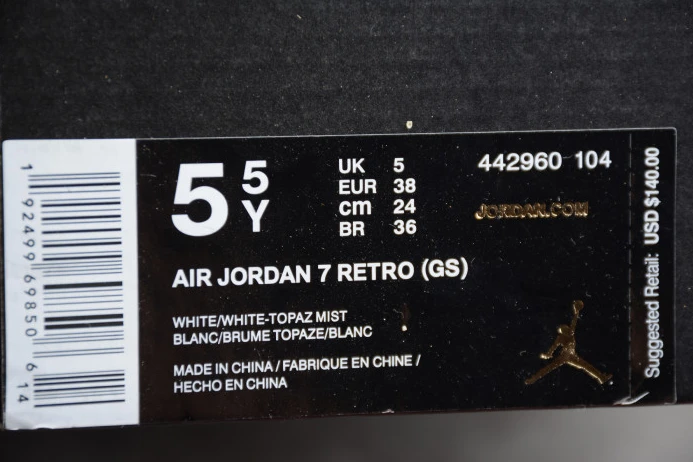 5 5 Y
UK 5
EUR 38
cm 24
BR 36
442960 104
JORDAN.COM
AIR JORDAN 7 RETRO (GS)
WHITE/WHITE-TOPAZ MIST
BLANC/BRUME TOPAZE/BLANC
MADE IN CHINA / FABRIQUE EN CHINE /
HECHO EN CHINA
Suggested Retail: USD $140.00
1 92499 69850 6 14